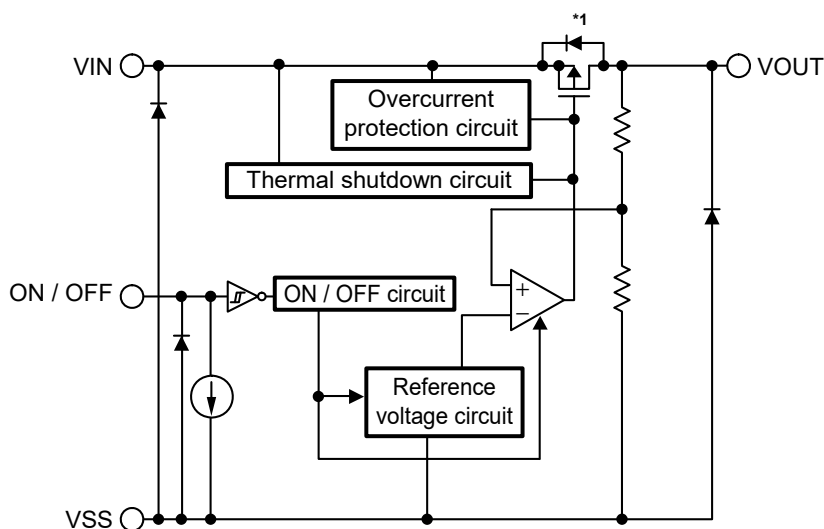 *1
VIN
VOUT
Overcurrent
protection circuit
Thermal shutdown circuit
ON / OFF
ON / OFF circuit
+
−
Reference
voltage circuit
VSS